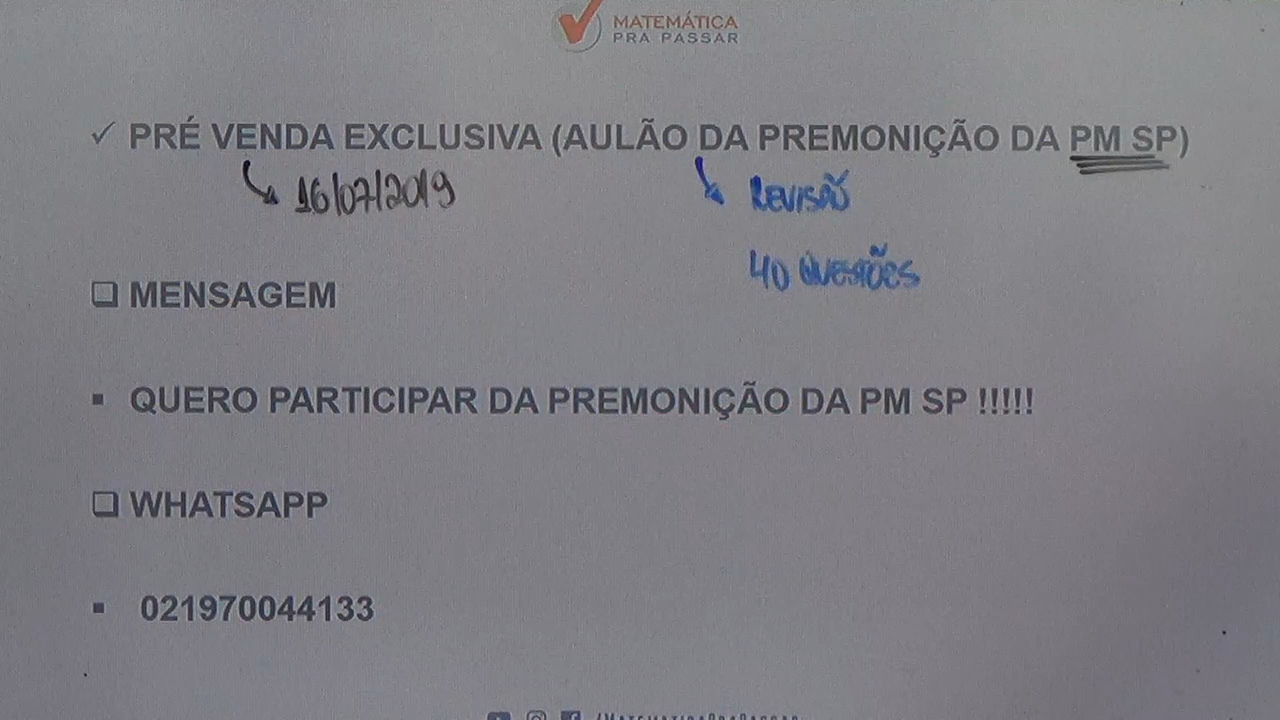 MATEMÁTICA
PRA PASSAR
✓ PRÉ VENDA EXCLUSIVA (AULÃO DA PREMONIÇÃO DA PM SP)
16/07/2019
REVISÃO
40 QUESTÕES
❑ MENSAGEM
▪ QUERO PARTICIPAR DA PREMONIÇÃO DA PM SP !!!!!
❑ WHATSAPP
▪ 021970044133
/MATEMATICAPRAPASSAR